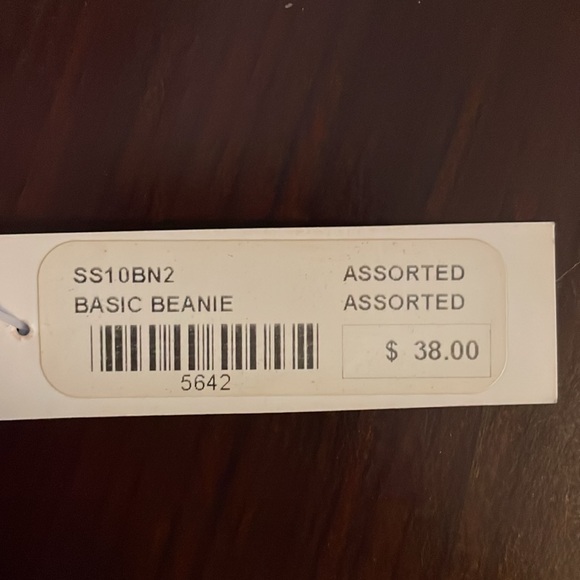 SS10BN2 ASSORTED
BASIC BEANIE ASSORTED
$ 38.00
5642